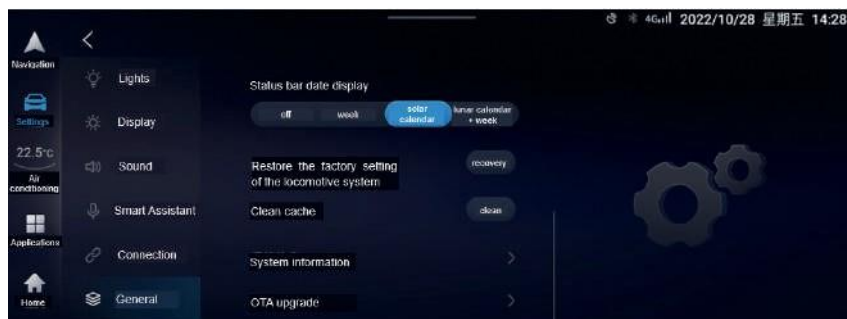 4G 2022/10/28 星期五 14:28
Navigation
Settings
22.5°c
Air
conditioning
Applications
Home
Lights
Display
Sound
Smart Assistant
Connection
General
Status bar date display
off
week
solar
calendar
lunar calendar
+ week
Restore the factory setting
of the locomotive system
recovery
Clean cache
clean
System information
OTA upgrade